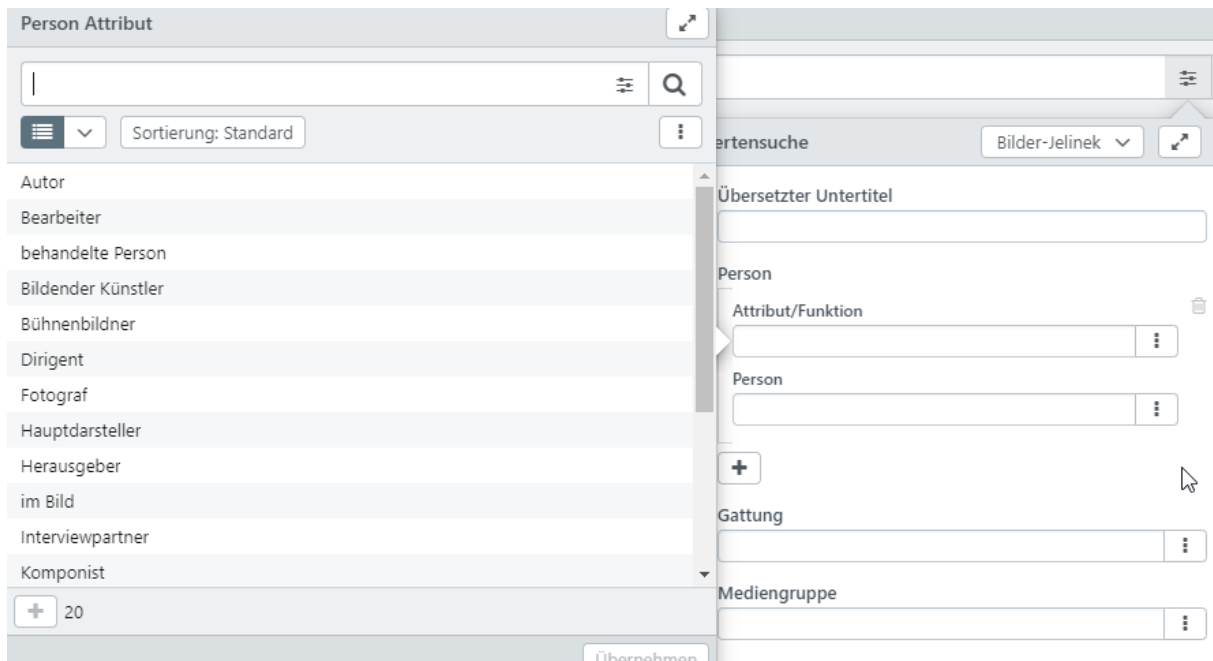 Person Attribut
Sortierung: Standard
Autor
Bearbeiter
behandelte Person
Bildender Künstler
Bühnenbildner
Dirigent
Fotograf
Hauptdarsteller
Herausgeber
im Bild
Interviewpartner
Komponist
20
Übernehmen
ertensuche
Bilder-Jelinek
Übersetzter Untertitel
Person
Attribut/Funktion
Person
Gattung
Mediengruppe